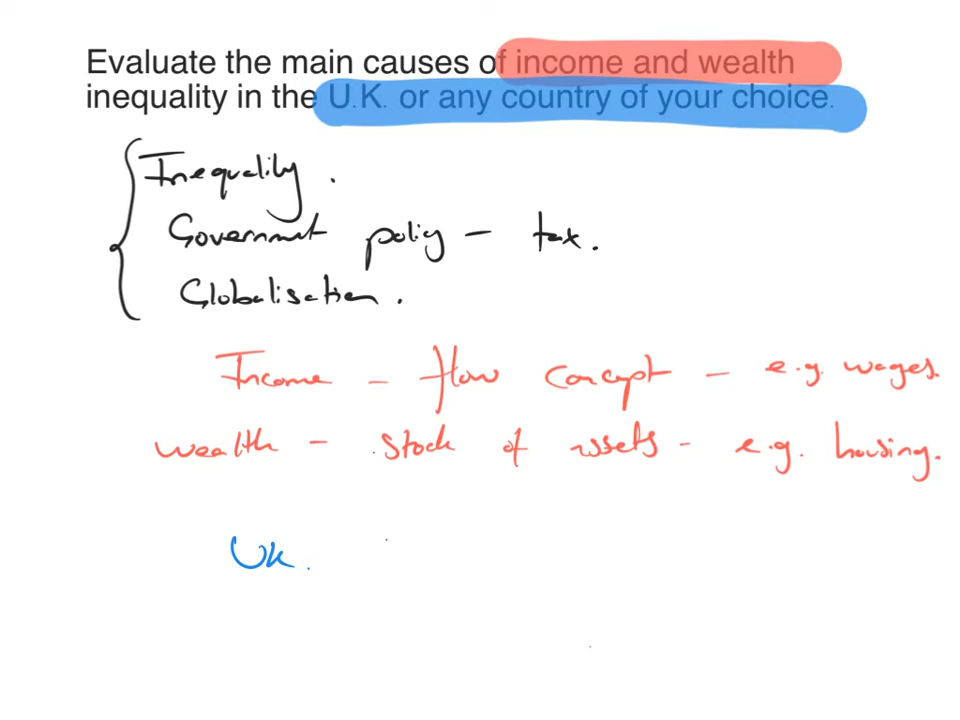 Evaluate the main causes of income and wealth
inequality in the U.K. or any country of your choice.
Inequality.
Government policy - tax.
Globalisation.
Income - flow concept - e.g. wages.
wealth - stock of assets - e.g. housing.
UK.